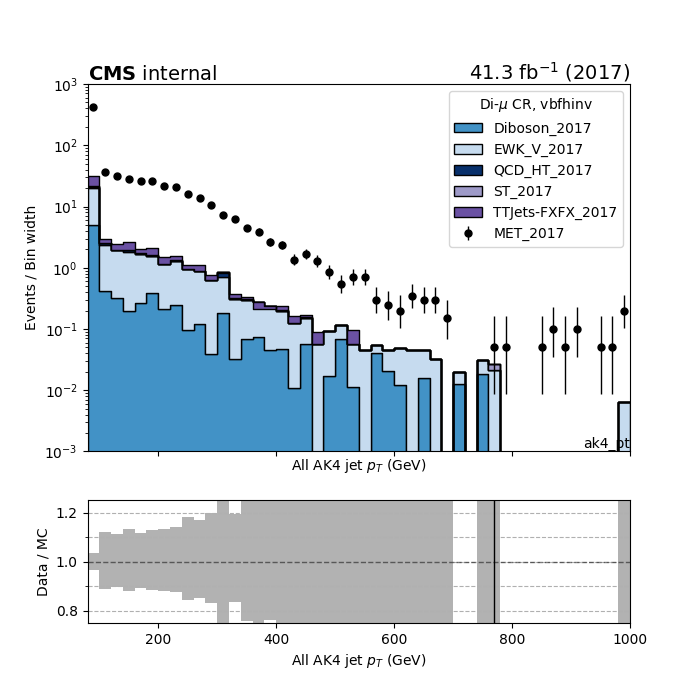 CMS internal 41.3 fb⁻¹ (2017)
10³
10²
10¹
10⁰
10⁻¹
10⁻²
10⁻³
Events / Bin width
Di-μ CR, vbfhinv
Diboson_2017
EWK_V_2017
QCD_HT_2017
ST_2017
TTJets-FXFX_2017
MET_2017
ak4_pt
All AK4 jet p_T (GeV)
1.2
1.0
0.8
Data / MC
200 400 600 800 1000
All AK4 jet p_T (GeV)